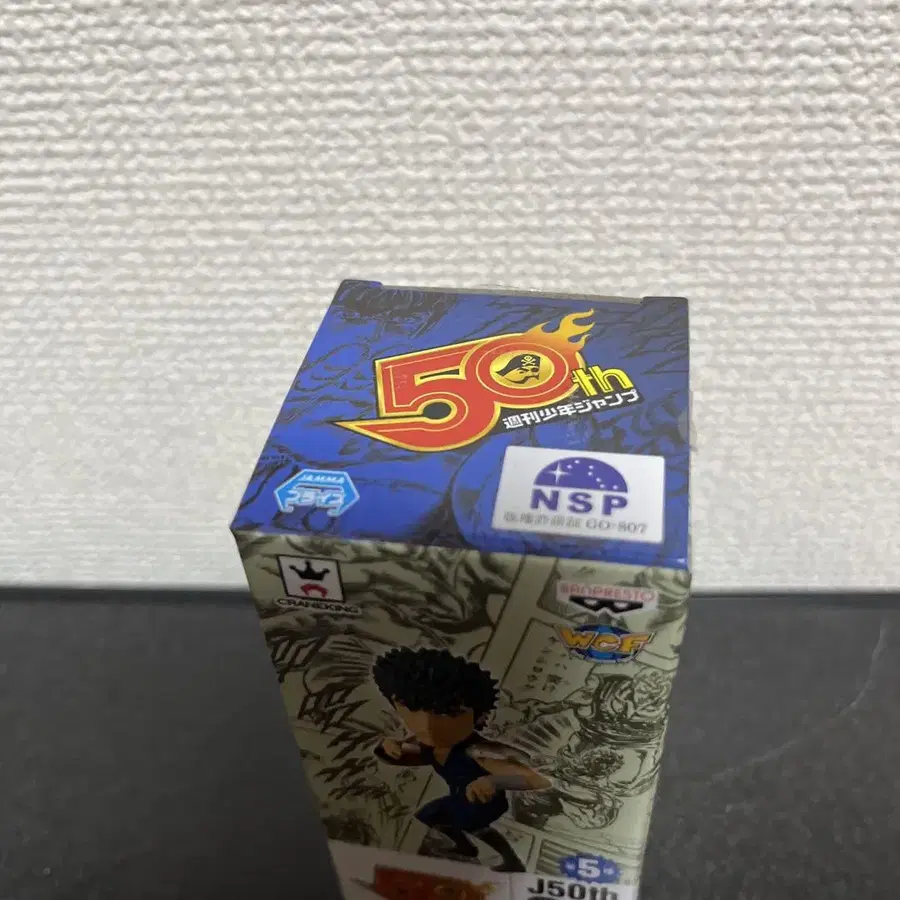 50th
週刊少年ジャンプ
JAMMA
プライズ
NSP
版権許諾証 GO-807
CRANEKING
BANPRESTO
WCF
5
J50th